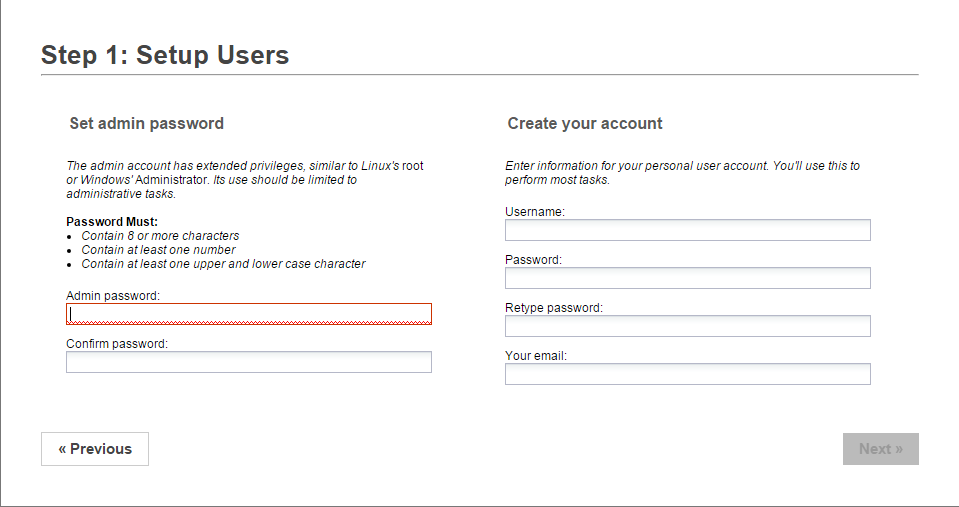 Step 1: Setup Users
Set admin password
The admin account has extended privileges, similar to Linux's root
or Windows' Administrator. Its use should be limited to
administrative tasks.
Password Must:
• Contain 8 or more characters
• Contain at least one number
• Contain at least one upper and lower case character
Admin password:
Confirm password:
Create your account
Enter information for your personal user account. You'll use this to
perform most tasks.
Username:
Password:
Retype password:
Your email:
« Previous
Next »